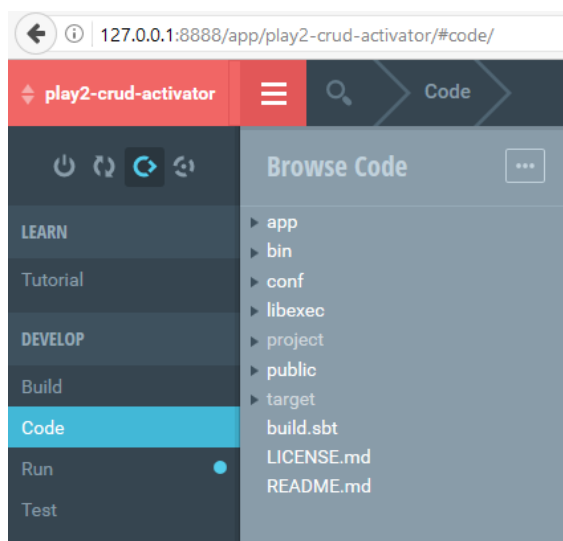 127.0.0.1:8888/app/play2-crud-activator/#code/
play2-crud-activator
Code
Browse Code
LEARN
Tutorial
DEVELOP
Build
Code
Run
Test
app
bin
conf
libexec
project
public
target
build.sbt
LICENSE.md
README.md